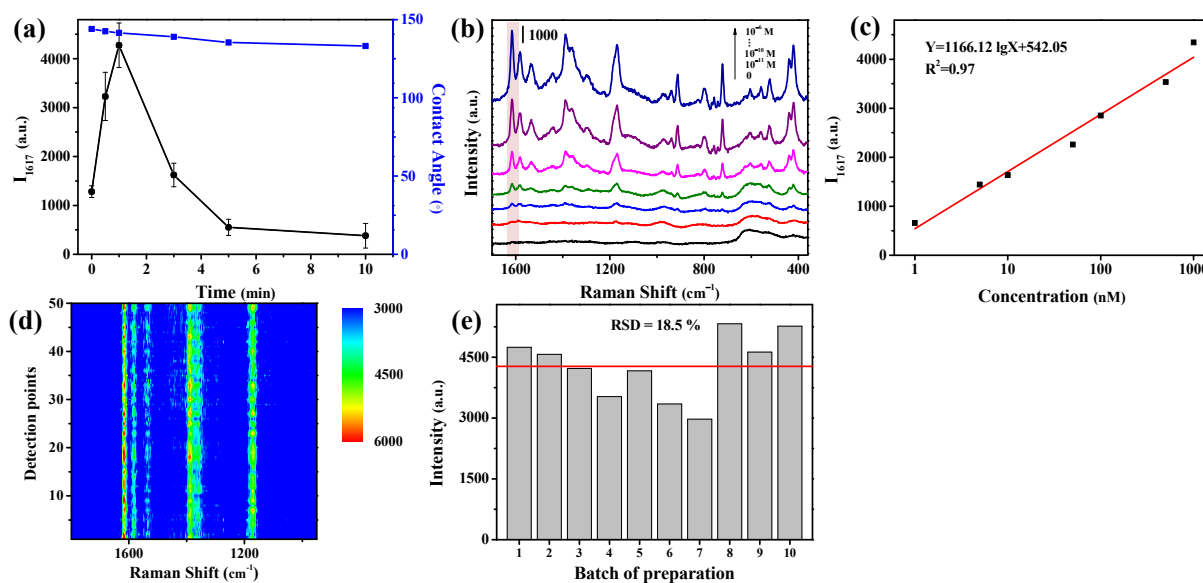 (a)
4000
3000
2000
1000
0
I1617 (a.u.)
150
100
50
0
Contact Angle (°)
0 2 4 6 8 10
Time (min)
(b)
1000
10⁻⁶ M
⋮
10⁻¹⁰ M
10⁻¹¹ M
0
Intensity (a.u.)
1600 1200 800 400
Raman Shift (cm⁻¹)
(c)
Y=1166.12 lgX+542.05
R²=0.97
4000
3000
2000
1000
0
I1617 (a.u.)
1 10 100 1000
Concentration (nM)
(d)
50
40
30
20
10
Detection points
1600 1200
Raman Shift (cm⁻¹)
3000
4500
6000
(e)
RSD = 18.5 %
4500
3000
1500
0
Intensity (a.u.)
1 2 3 4 5 6 7 8 9 10
Batch of preparation